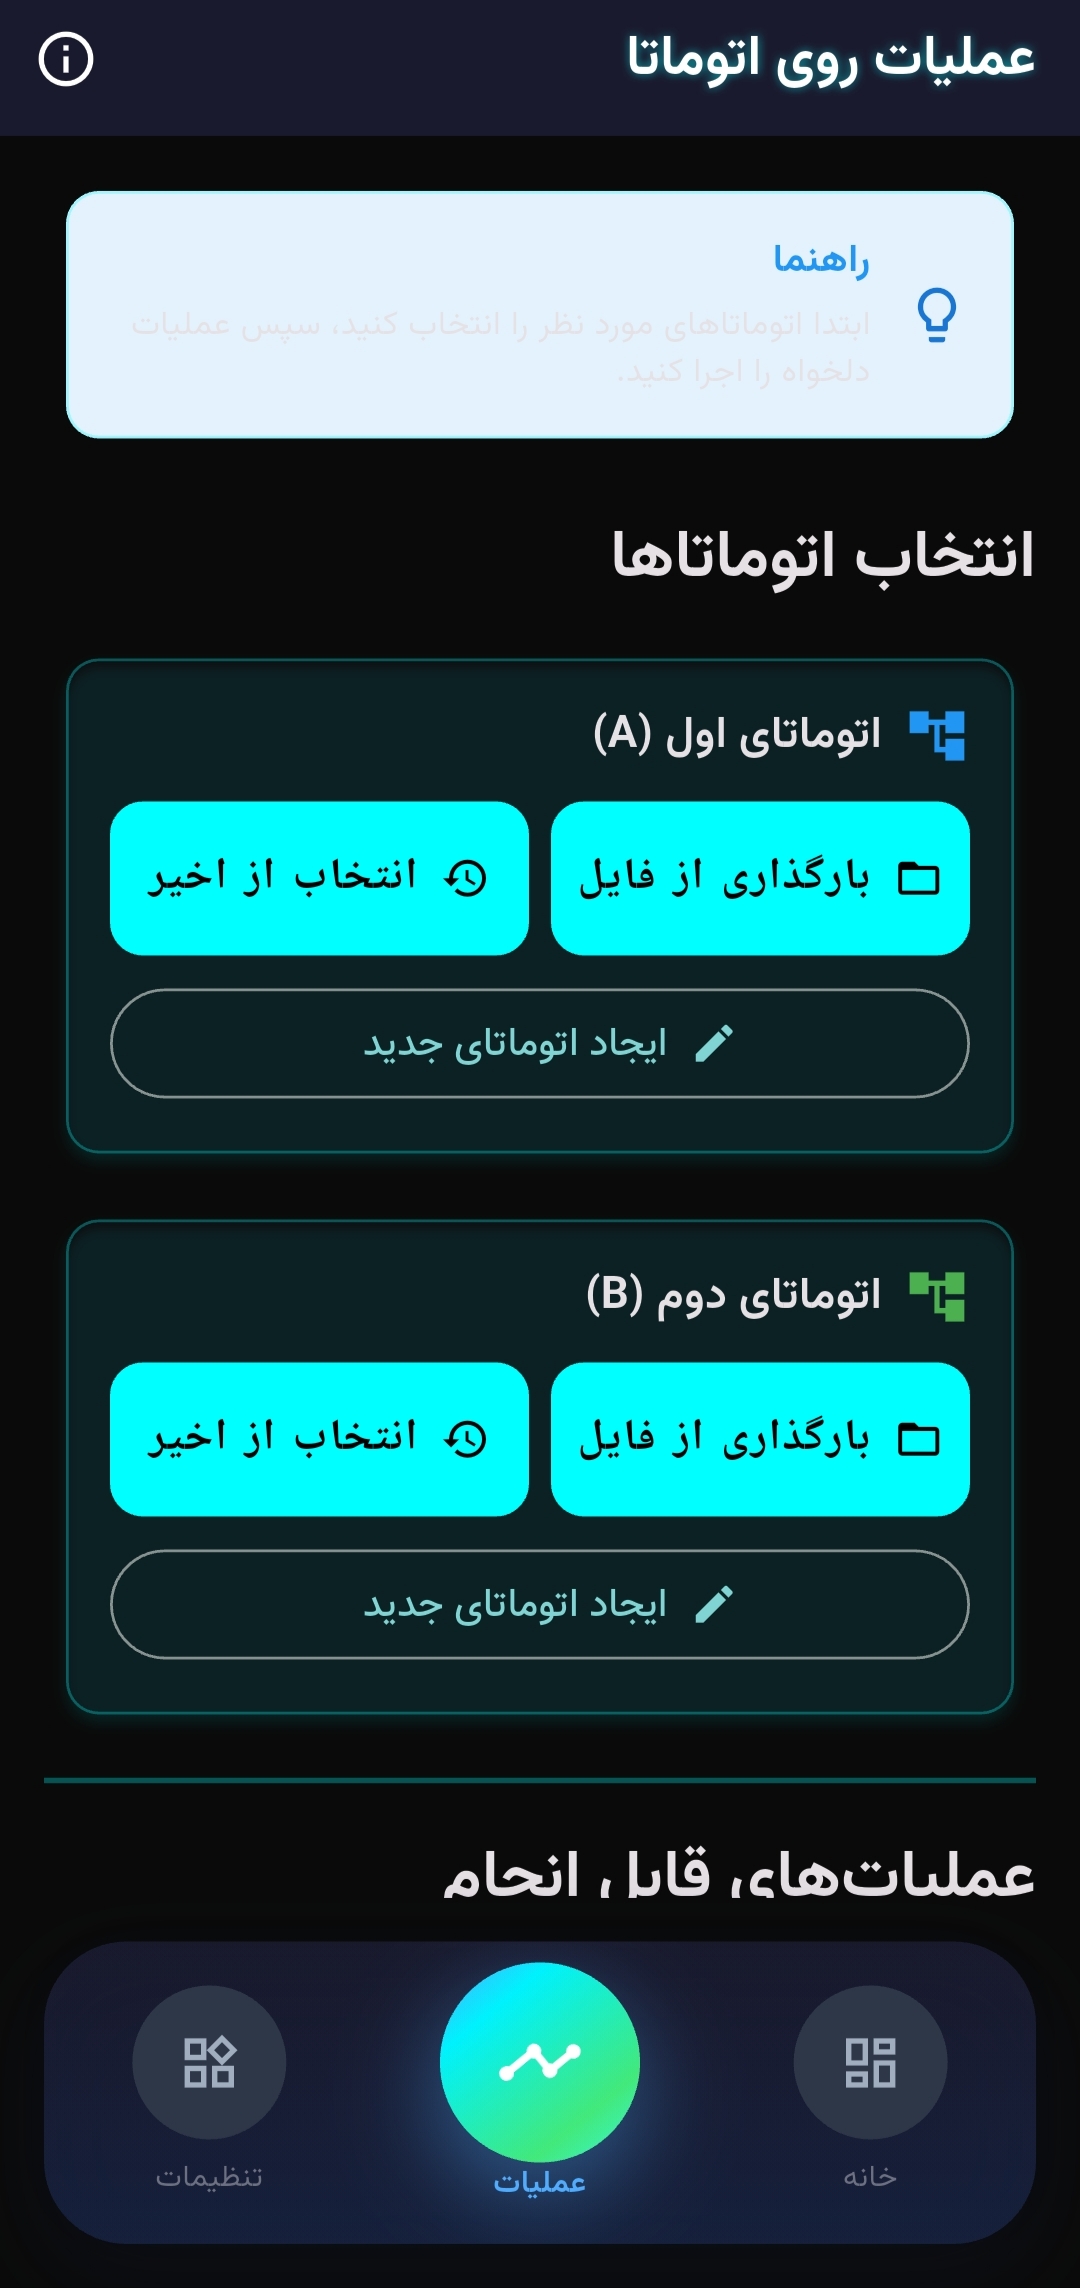 عملیات روی اتوماتا
راهنما
ابتدا اتوماتاهای مورد نظر را انتخاب کنید، سپس عملیات
دلخواه را اجرا کنید.
انتخاب اتوماتاها
اتوماتای اول (A)
بارگذاری از فایل
انتخاب از اخیر
ایجاد اتوماتای جدید
اتوماتای دوم (B)
بارگذاری از فایل
انتخاب از اخیر
ایجاد اتوماتای جدید
عملیات‌های قابل انجام
خانه
عملیات
تنظیمات